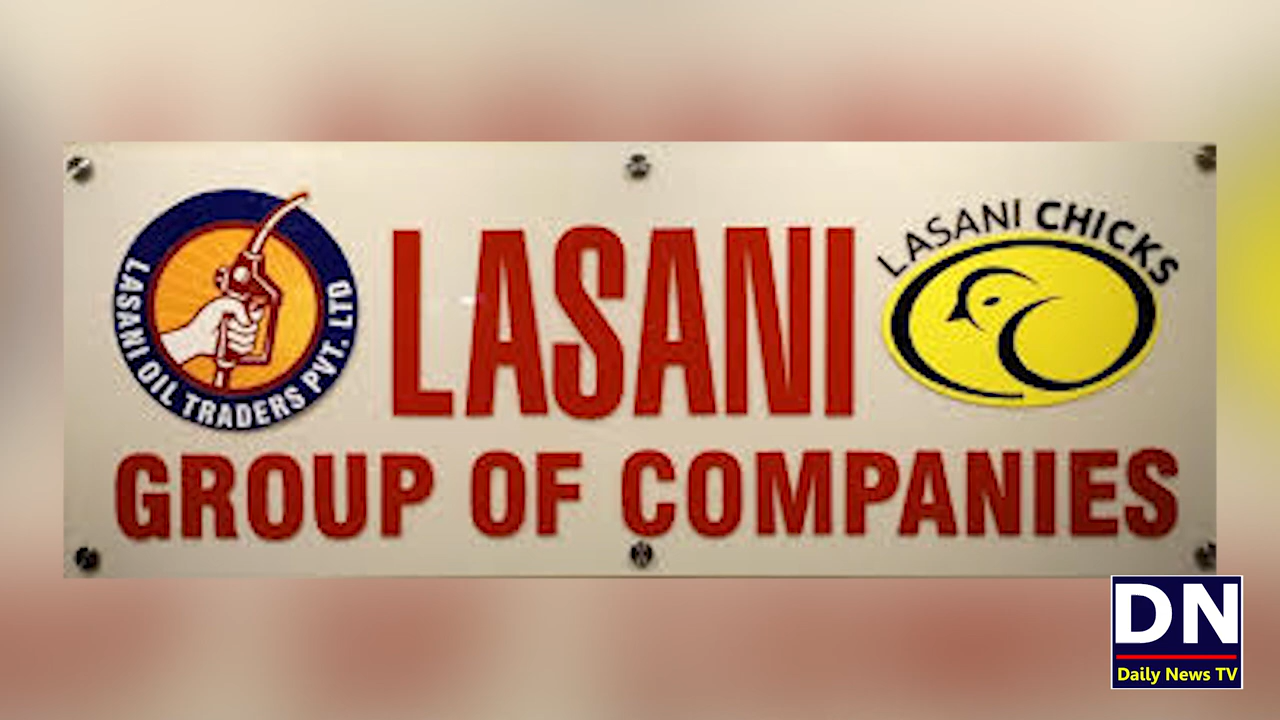 LASANI OIL TRADERS PVT. LTD
LASANI
LASANI CHICKS
GROUP OF COMPANIES
DN
Daily News TV